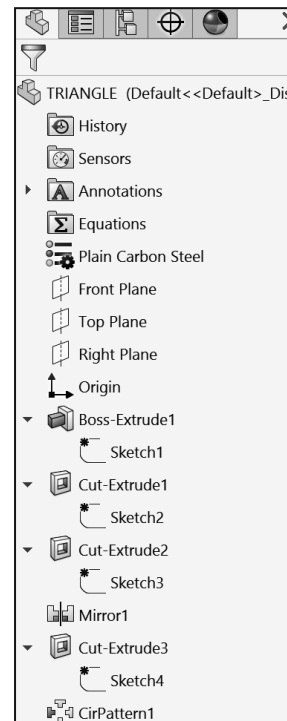 TRIANGLE (Default<<Default>_Dis
History
Sensors
Annotations
Equations
Plain Carbon Steel
Front Plane
Top Plane
Right Plane
Origin
Boss-Extrude1
Sketch1
Cut-Extrude1
Sketch2
Cut-Extrude2
Sketch3
Mirror1
Cut-Extrude3
Sketch4
CirPattern1